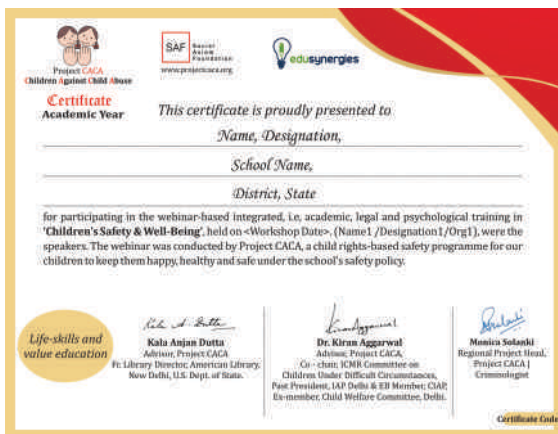 Project CACA
Children Against Child Abuse
SAF Social Axiom Foundation
www.projectcaca.org
edusynergies
Certificate
Academic Year
This certificate is proudly presented to
Name, Designation,
School Name,
District, State
for participating in the webinar-based integrated, i.e, academic, legal and psychological training in
'Children's Safety & Well-Being', held on <Workshop Date>. (Name1 /Designation1/Org1), were the
speakers. The webinar was conducted by Project CACA, a child rights-based safety programme for our
children to keep them happy, healthy and safe under the school's safety policy.
Life-skills and
value education
Kala A. Dutta
Kala Anjan Dutta
Advisor, Project CACA
Fr. Library Director, American Library,
New Delhi, U.S. Dept. of State.
Dr. Kiran Aggarwal
Advisor, Project CACA,
Co - chair, ICMR Committee on
Children Under Difficult Circumstances,
Past President, IAP Delhi & EB Member, CIAP,
Ex-member, Child Welfare Committee, Delhi.
Monica Solanki
Regional Project Head,
Project CACA |
Criminologist
Certificate Code